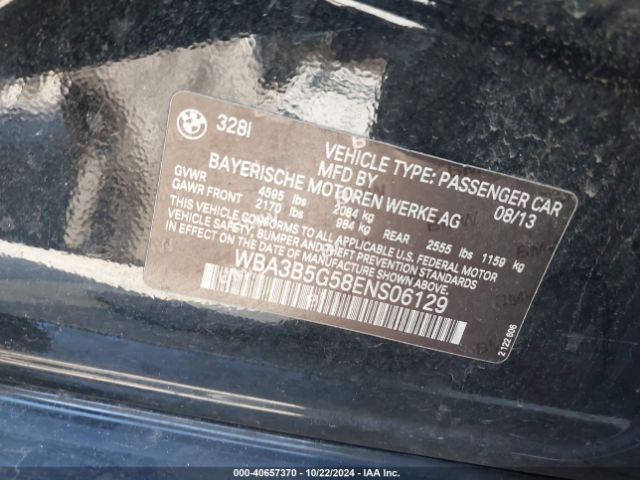 BMW
328i
VEHICLE TYPE: PASSENGER CAR
MFD BY 08/13
BAYERISCHE MOTOREN WERKE AG
GVWR 4595 lbs 2084 kg
GAWR FRONT 2170 lbs 984 kg REAR 2555 lbs 1159 kg
THIS VEHICLE CONFORMS TO ALL APPLICABLE U.S. FEDERAL MOTOR
VEHICLE SAFETY, BUMPER AND THEFT PREVENTION STANDARDS
IN EFFECT ON THE DATE OF MANUFACTURE SHOWN ABOVE.
WBA3B5G58ENS06129
2122 606
000-40657370 - 10/22/2024 - IAA Inc.